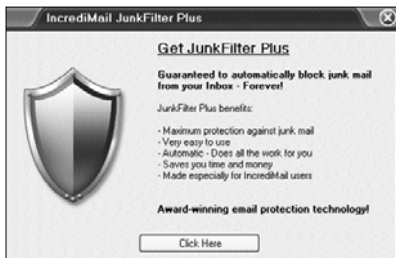 IncrediMail JunkFilter Plus
Get JunkFilter Plus
Guaranteed to automatically block junk mail
from your Inbox - Forever!
JunkFilter Plus benefits:
- Maximum protection against junk mail
- Very easy to use
- Automatic - Does all the work for you
- Saves you time and money
- Made especially for IncrediMail users
Award-winning email protection technology!
Click Here